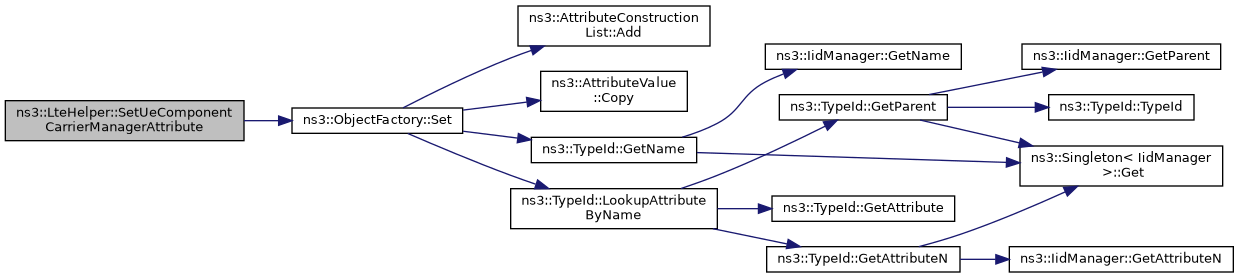 ns3::LteHelper::SetUeComponent
CarrierManagerAttribute
ns3::ObjectFactory::Set
ns3::AttributeConstruction
List::Add
ns3::AttributeValue
::Copy
ns3::TypeId::GetName
ns3::TypeId::LookupAttribute
ByName
ns3::IidManager::GetName
ns3::TypeId::GetParent
ns3::TypeId::GetAttribute
ns3::TypeId::GetAttributeN
ns3::IidManager::GetParent
ns3::TypeId::TypeId
ns3::Singleton< IidManager
>::Get
ns3::IidManager::GetAttributeN